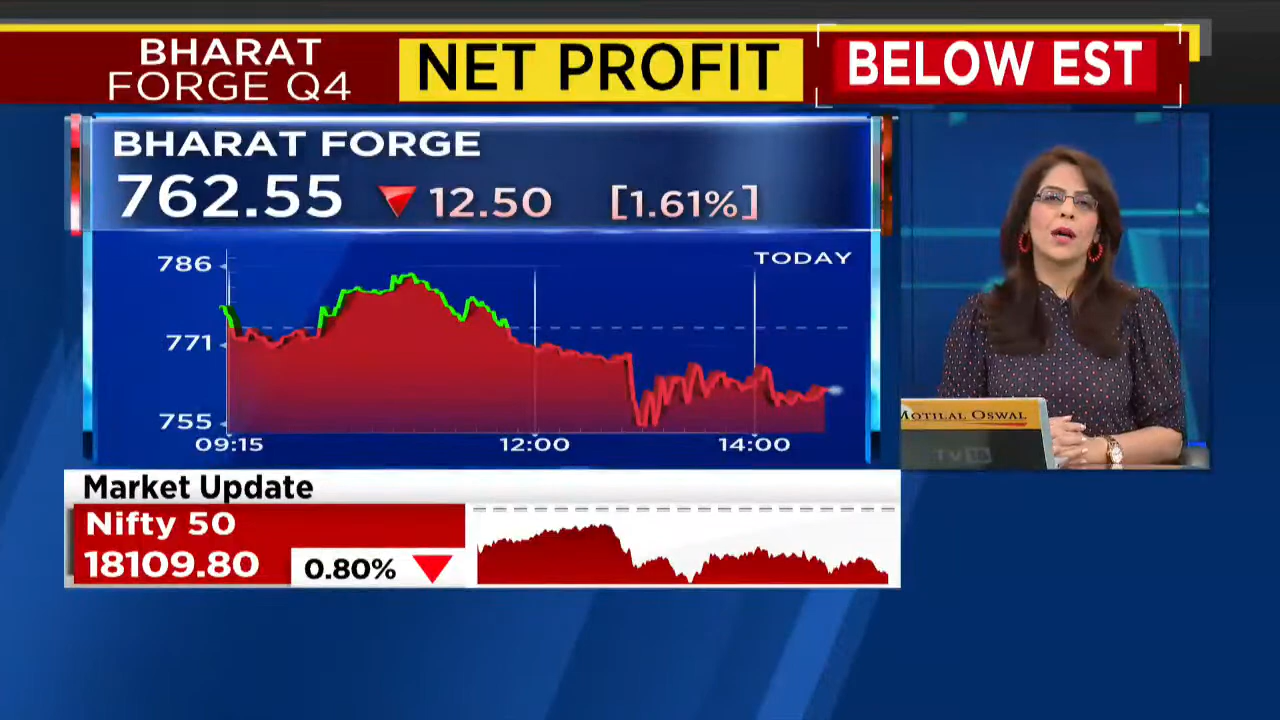 BHARAT
FORGE Q4
NET PROFIT
BELOW EST
BHARAT FORGE
762.55 ▼ 12.50 [1.61%]
TODAY
786
771
755
09:15 12:00 14:00
MOTILAL OSWAL
TV18
Market Update
Nifty 50
18109.80 0.80% ▼